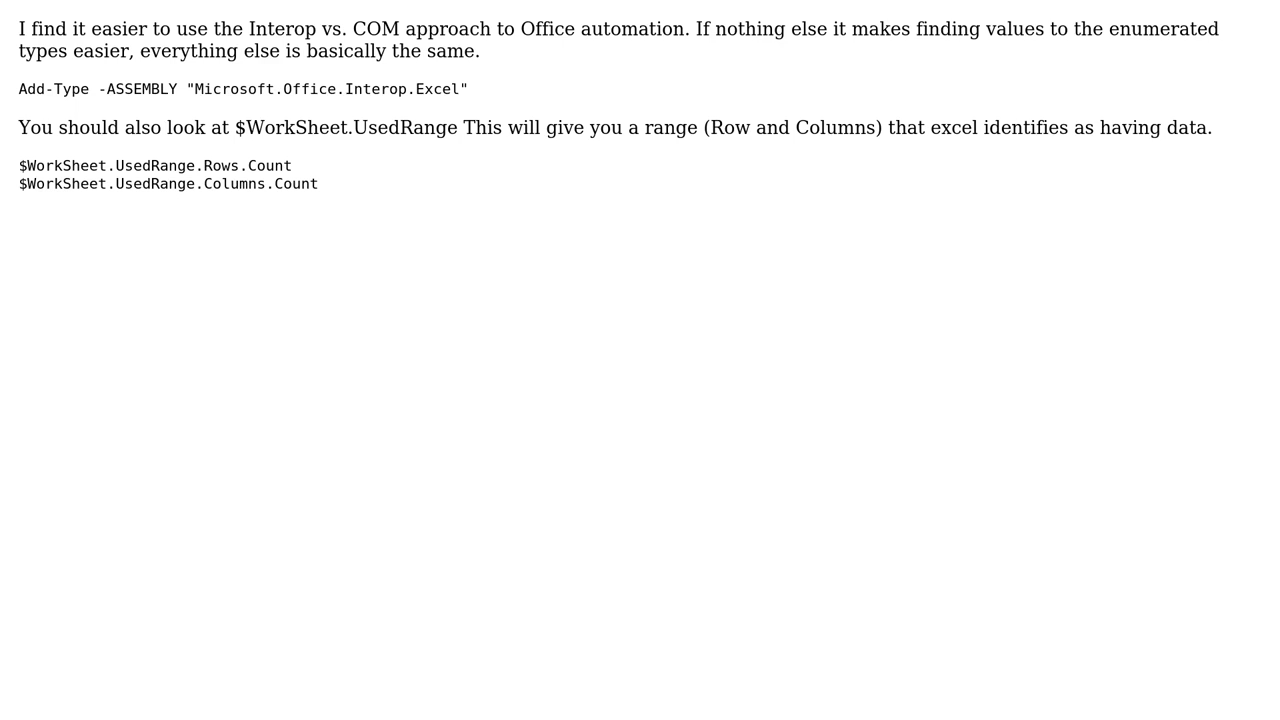 I find it easier to use the Interop vs. COM approach to Office automation. If nothing else it makes finding values to the enumerated
types easier, everything else is basically the same.
Add-Type -ASSEMBLY "Microsoft.Office.Interop.Excel"
You should also look at $WorkSheet.UsedRange This will give you a range (Row and Columns) that excel identifies as having data.
$WorkSheet.UsedRange.Rows.Count
$WorkSheet.UsedRange.Columns.Count